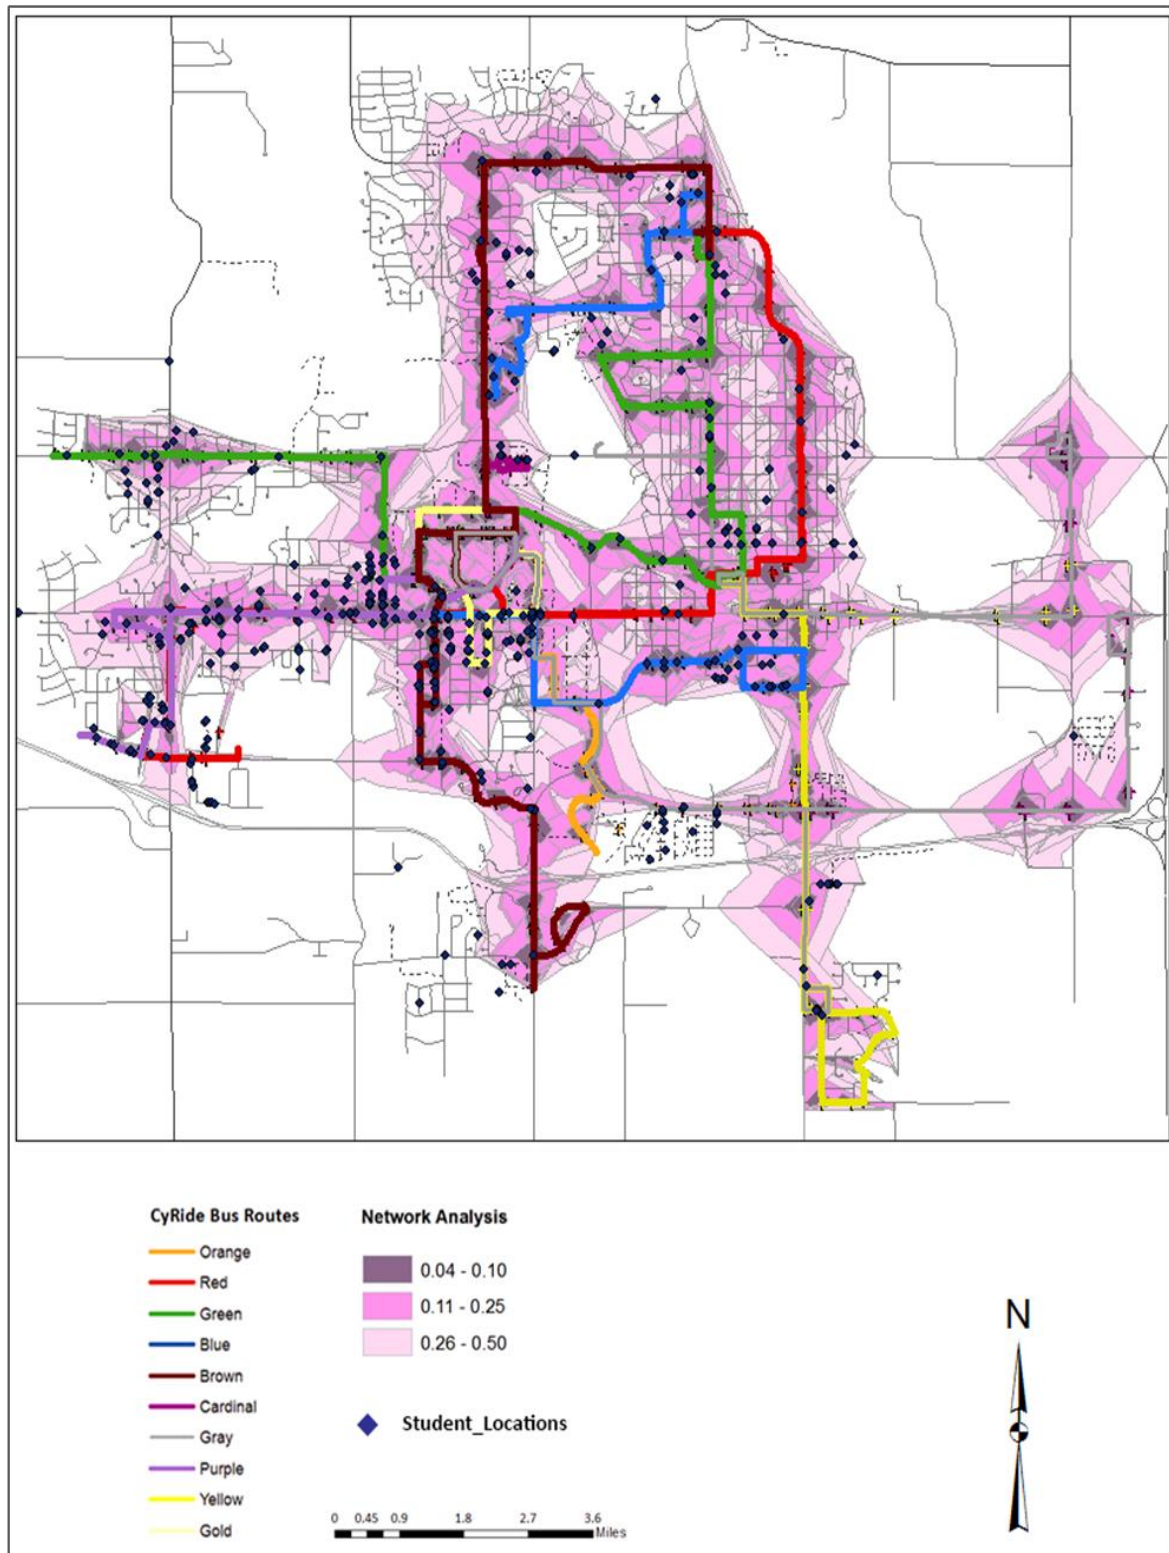 CyRide Bus Routes
Orange
Red
Green
Blue
Brown
Cardinal
Gray
Purple
Yellow
Gold
Network Analysis
0.04 - 0.10
0.11 - 0.25
0.26 - 0.50
Student_Locations
0 0.45 0.9 1.8 2.7 3.6
Miles
N